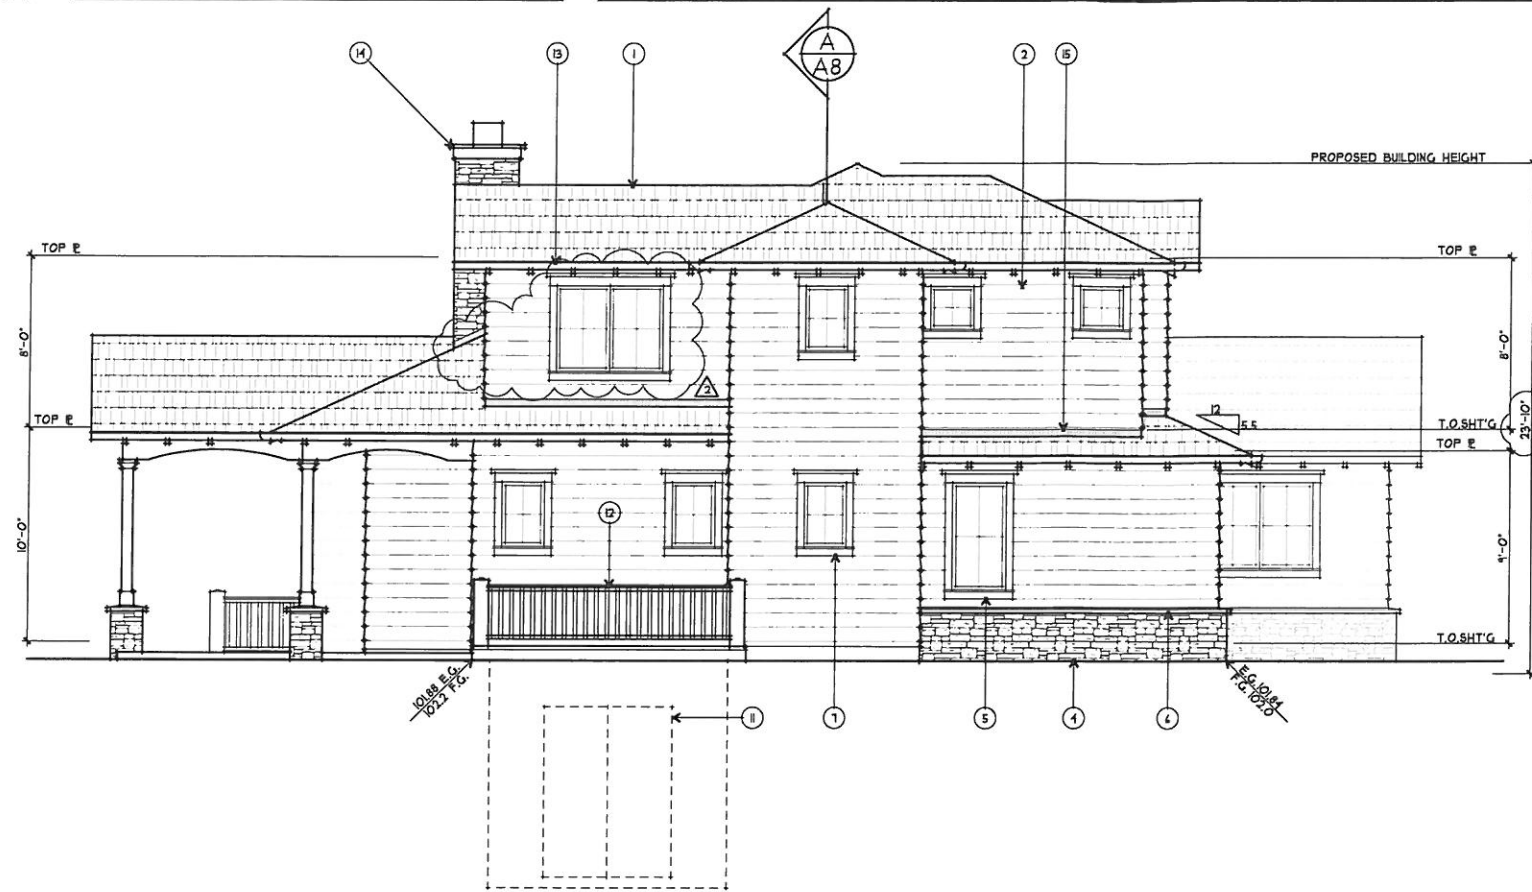 14
13
1
A
A8
2
15
PROPOSED BUILDING HEIGHT
TOP PL
TOP PL
8'-0"
8'-0"
2
12
5.5
23'-10"
TOP PL
T.O.SHT'G
TOP PL
12
10'-0"
9'-0"
T.O.SHT'G
101.88 E.G.
102.2 F.G.
E.G. 101.84
F.G. 102.0
11
7
5
4
6